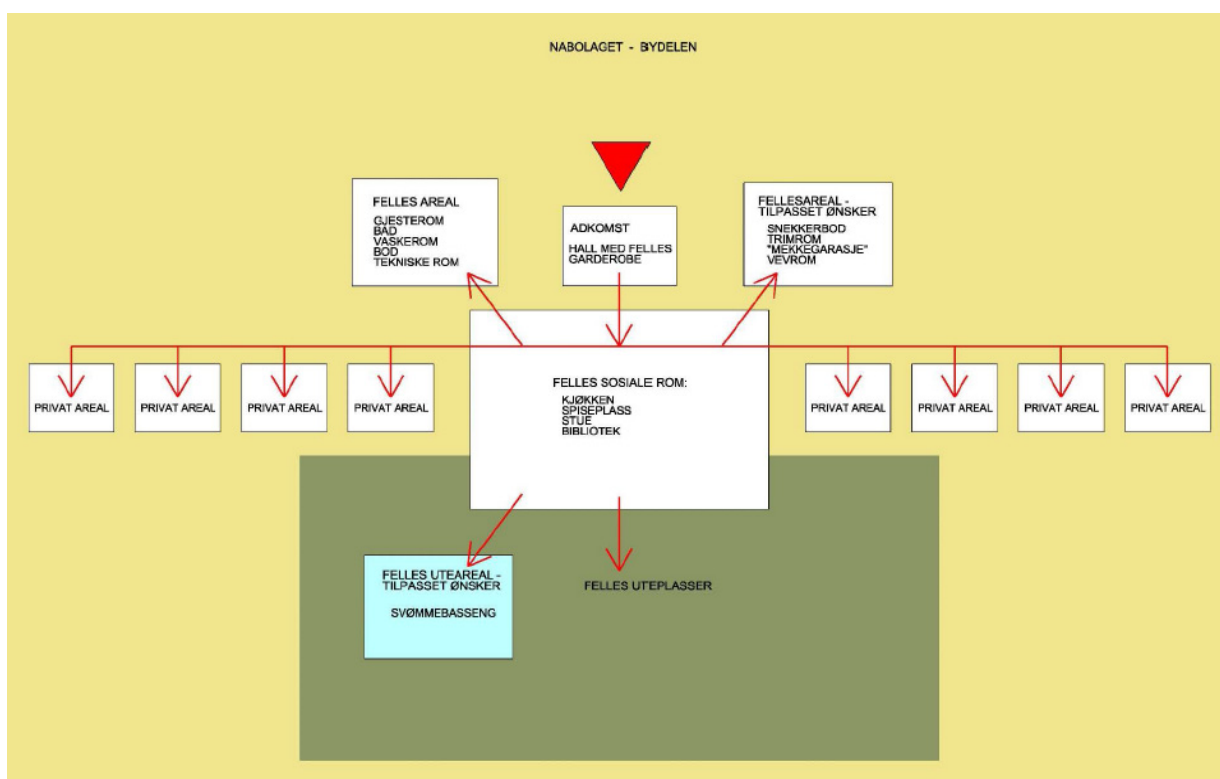 NABOLAGET - BYDELEN
FELLES AREAL
GJESTEROM
BAD
VASKEROM
BOD
TEKNISKE ROM
ADKOMST
HALL MED FELLES
GARDEROBE
FELLESAREAL -
TILPASSET ØNSKER
SNEKKERBOD
TRIMROM
"MEKKEGARASJE"
VEVROM
PRIVAT AREAL
PRIVAT AREAL
PRIVAT AREAL
PRIVAT AREAL
FELLES SOSIALE ROM:
KJØKKEN
SPISEPLASS
STUE
BIBLIOTEK
PRIVAT AREAL
PRIVAT AREAL
PRIVAT AREAL
PRIVAT AREAL
FELLES UTEAREAL -
TILPASSET ØNSKER
SVØMMEBASSENG
FELLES UTEPLASSER